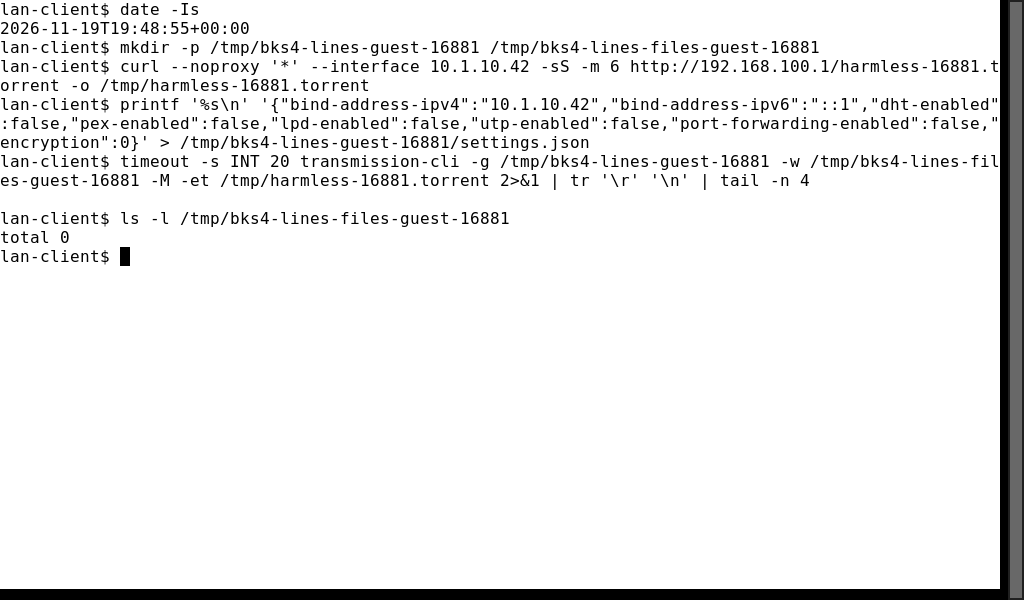 lan-client$ date -Is
2026-11-19T19:48:55+00:00
lan-client$ mkdir -p /tmp/bks4-lines-guest-16881 /tmp/bks4-lines-files-guest-16881
lan-client$ curl --noproxy '*' --interface 10.1.10.42 -sS -m 6 http://192.168.100.1/harmless-16881.t
orrent -o /tmp/harmless-16881.torrent
lan-client$ printf '%s\n' '{"bind-address-ipv4":"10.1.10.42","bind-address-ipv6":"::1","dht-enabled"
:false,"pex-enabled":false,"lpd-enabled":false,"utp-enabled":false,"port-forwarding-enabled":false,"
encryption":0}' > /tmp/bks4-lines-guest-16881/settings.json
lan-client$ timeout -s INT 20 transmission-cli -g /tmp/bks4-lines-guest-16881 -w /tmp/bks4-lines-fil
es-guest-16881 -M -et /tmp/harmless-16881.torrent 2>&1 | tr '\r' '\n' | tail -n 4
lan-client$ ls -l /tmp/bks4-lines-files-guest-16881
total 0
lan-client$